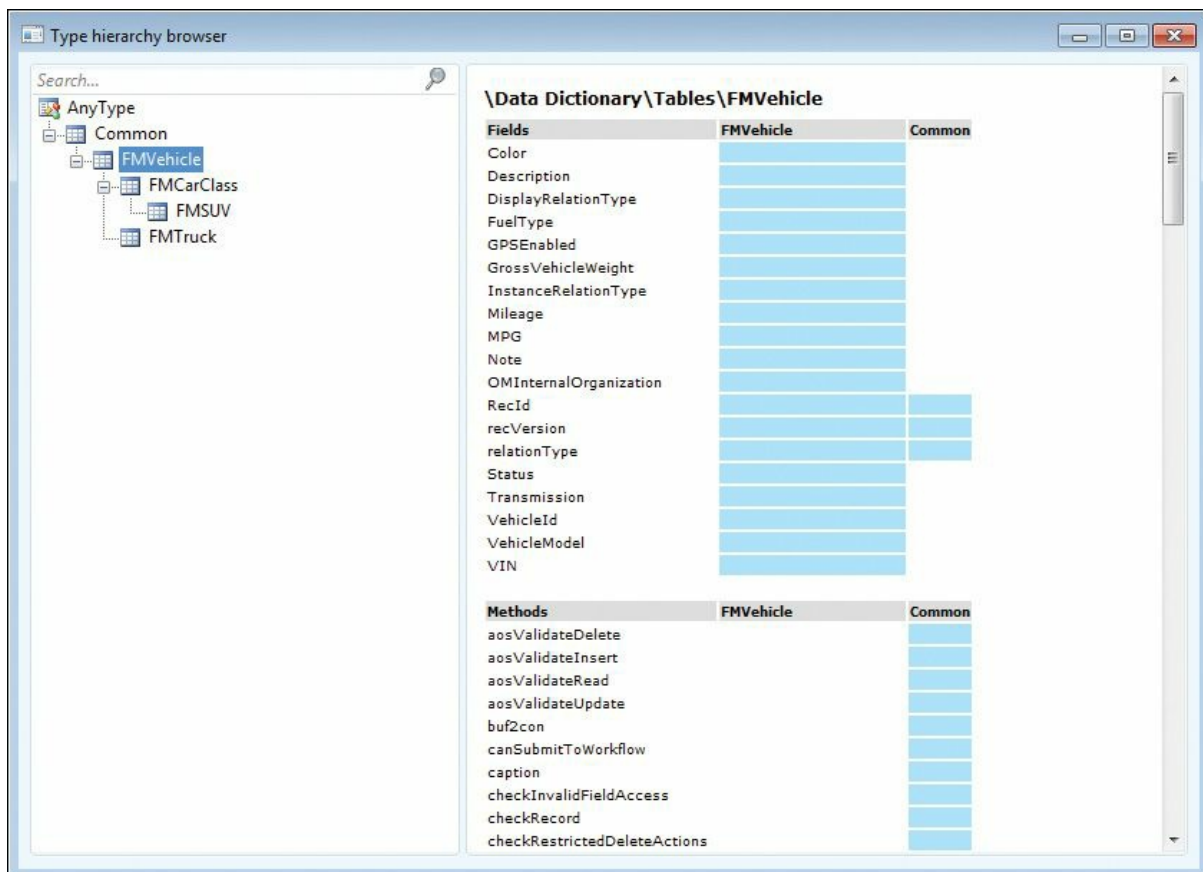 Type hierarchy browser
Search...
AnyType
Common
FMVehicle
FMCarClass
FMSUV
FMTruck
\Data Dictionary\Tables\FMVehicle
Fields FMVehicle Common
Color
Description
DisplayRelationType
FuelType
GPSEnabled
GrossVehicleWeight
InstanceRelationType
Mileage
MPG
Note
OMInternalOrganization
RecId
recVersion
relationType
Status
Transmission
VehicleId
VehicleModel
VIN
Methods FMVehicle Common
aosValidateDelete
aosValidateInsert
aosValidateRead
aosValidateUpdate
buf2con
canSubmitToWorkflow
caption
checkInvalidFieldAccess
checkRecord
checkRestrictedDeleteActions